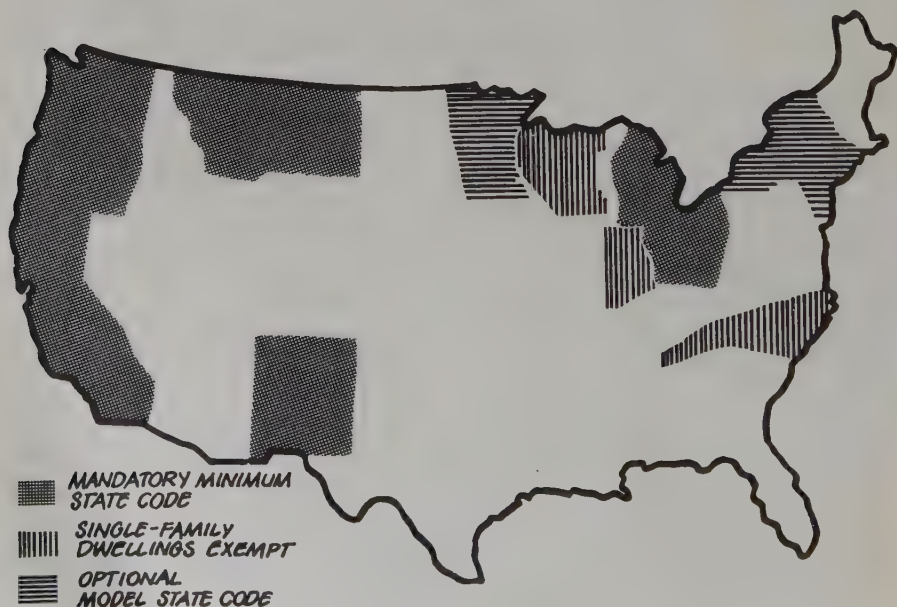 MANDATORY MINIMUM
STATE CODE
SINGLE-FAMILY
DWELLINGS EXEMPT
OPTIONAL
MODEL STATE CODE